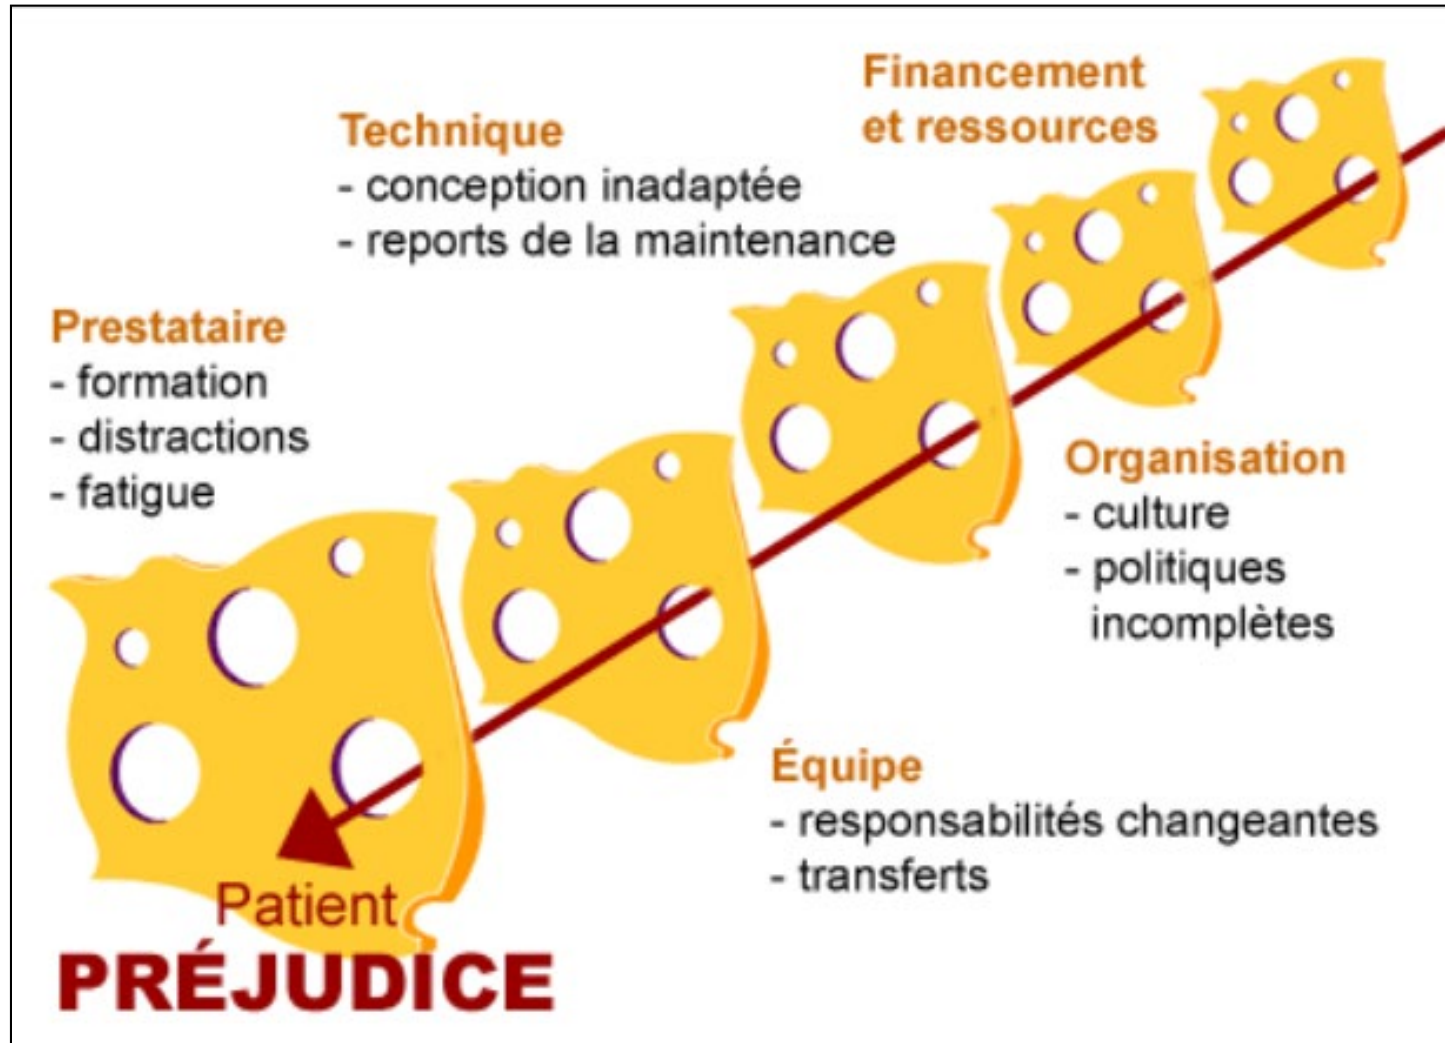 Financement
et ressources
Technique
- conception inadaptée
- reports de la maintenance
Prestataire
- formation
- distractions
- fatigue
Organisation
- culture
- politiques
incomplètes
Équipe
- responsabilités changeantes
- transferts
Patient
PRÉJUDICE